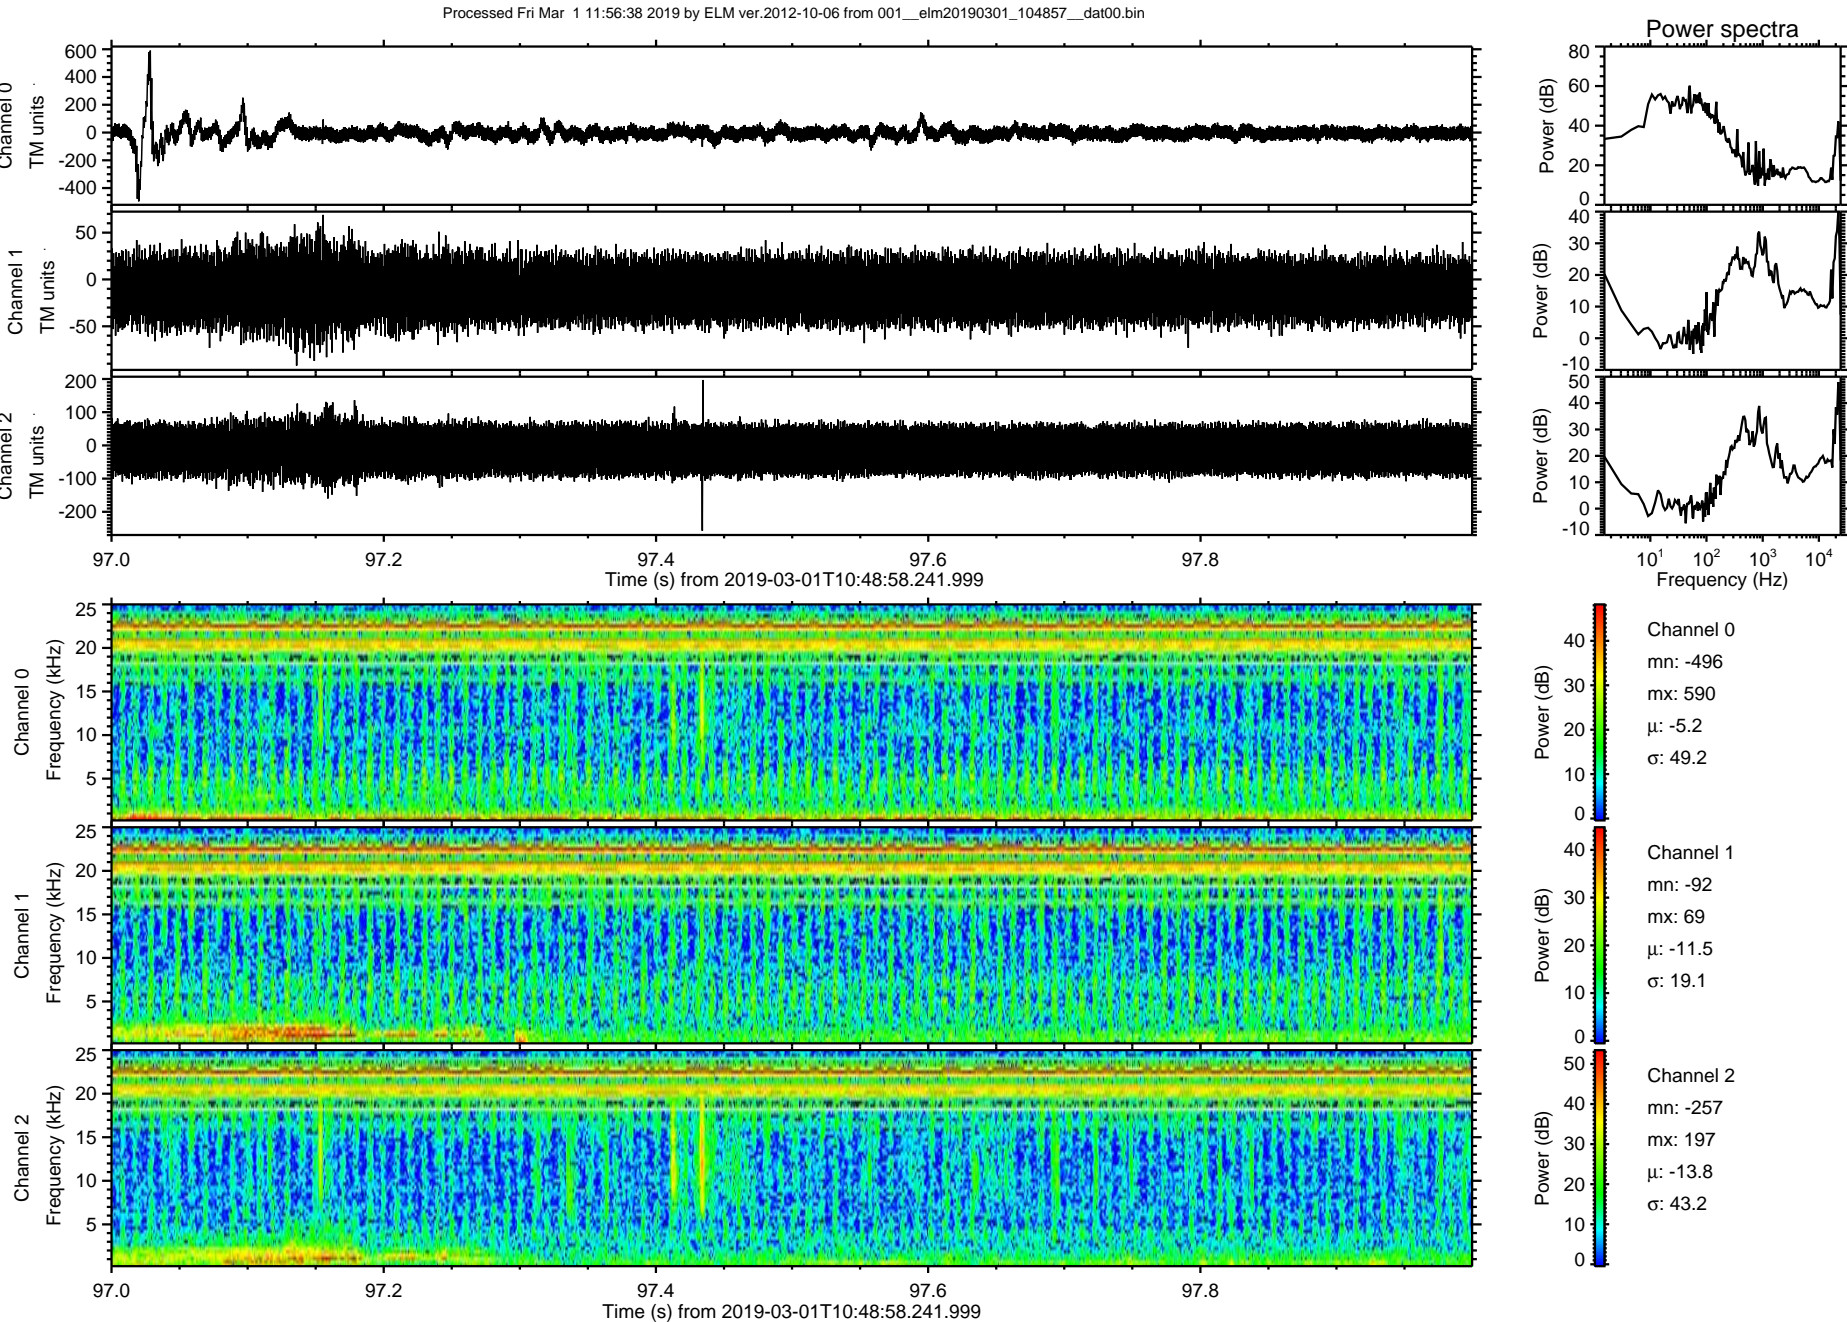 Processed Fri Mar 1 11:56:38 2019 by ELM ver.2012-10-06 from 001__elm20190301_104857__dat00.bin
Power spectra
Channel 0
TM units
600
400
200
0
-200
-400
Power (dB)
80
60
40
20
0
Channel 1
TM units
50
0
-50
Power (dB)
40
30
20
10
0
-10
Channel 2
TM units
200
100
0
-100
-200
Power (dB)
50
40
30
20
10
0
-10
97.0 97.2 97.4 97.6 97.8
Time (s) from 2019-03-01T10:48:58.241.999
10¹ 10² 10³ 10⁴
Frequency (Hz)
Channel 0
Frequency (kHz)
25
20
15
10
5
Power (dB)
40
30
20
10
0
Channel 0
mn: -496
mx: 590
μ: -5.2
σ: 49.2
Channel 1
Frequency (kHz)
25
20
15
10
5
Power (dB)
40
30
20
10
0
Channel 1
mn: -92
mx: 69
μ: -11.5
σ: 19.1
Channel 2
Frequency (kHz)
25
20
15
10
5
Power (dB)
50
40
30
20
10
0
Channel 2
mn: -257
mx: 197
μ: -13.8
σ: 43.2
97.0 97.2 97.4 97.6 97.8
Time (s) from 2019-03-01T10:48:58.241.999